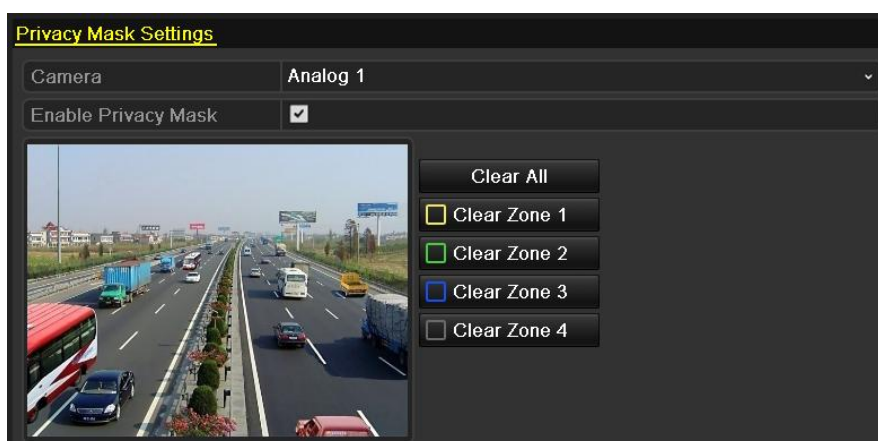 Privacy Mask Settings
Camera
Analog 1
Enable Privacy Mask
Clear All
Clear Zone 1
Clear Zone 2
Clear Zone 3
Clear Zone 4